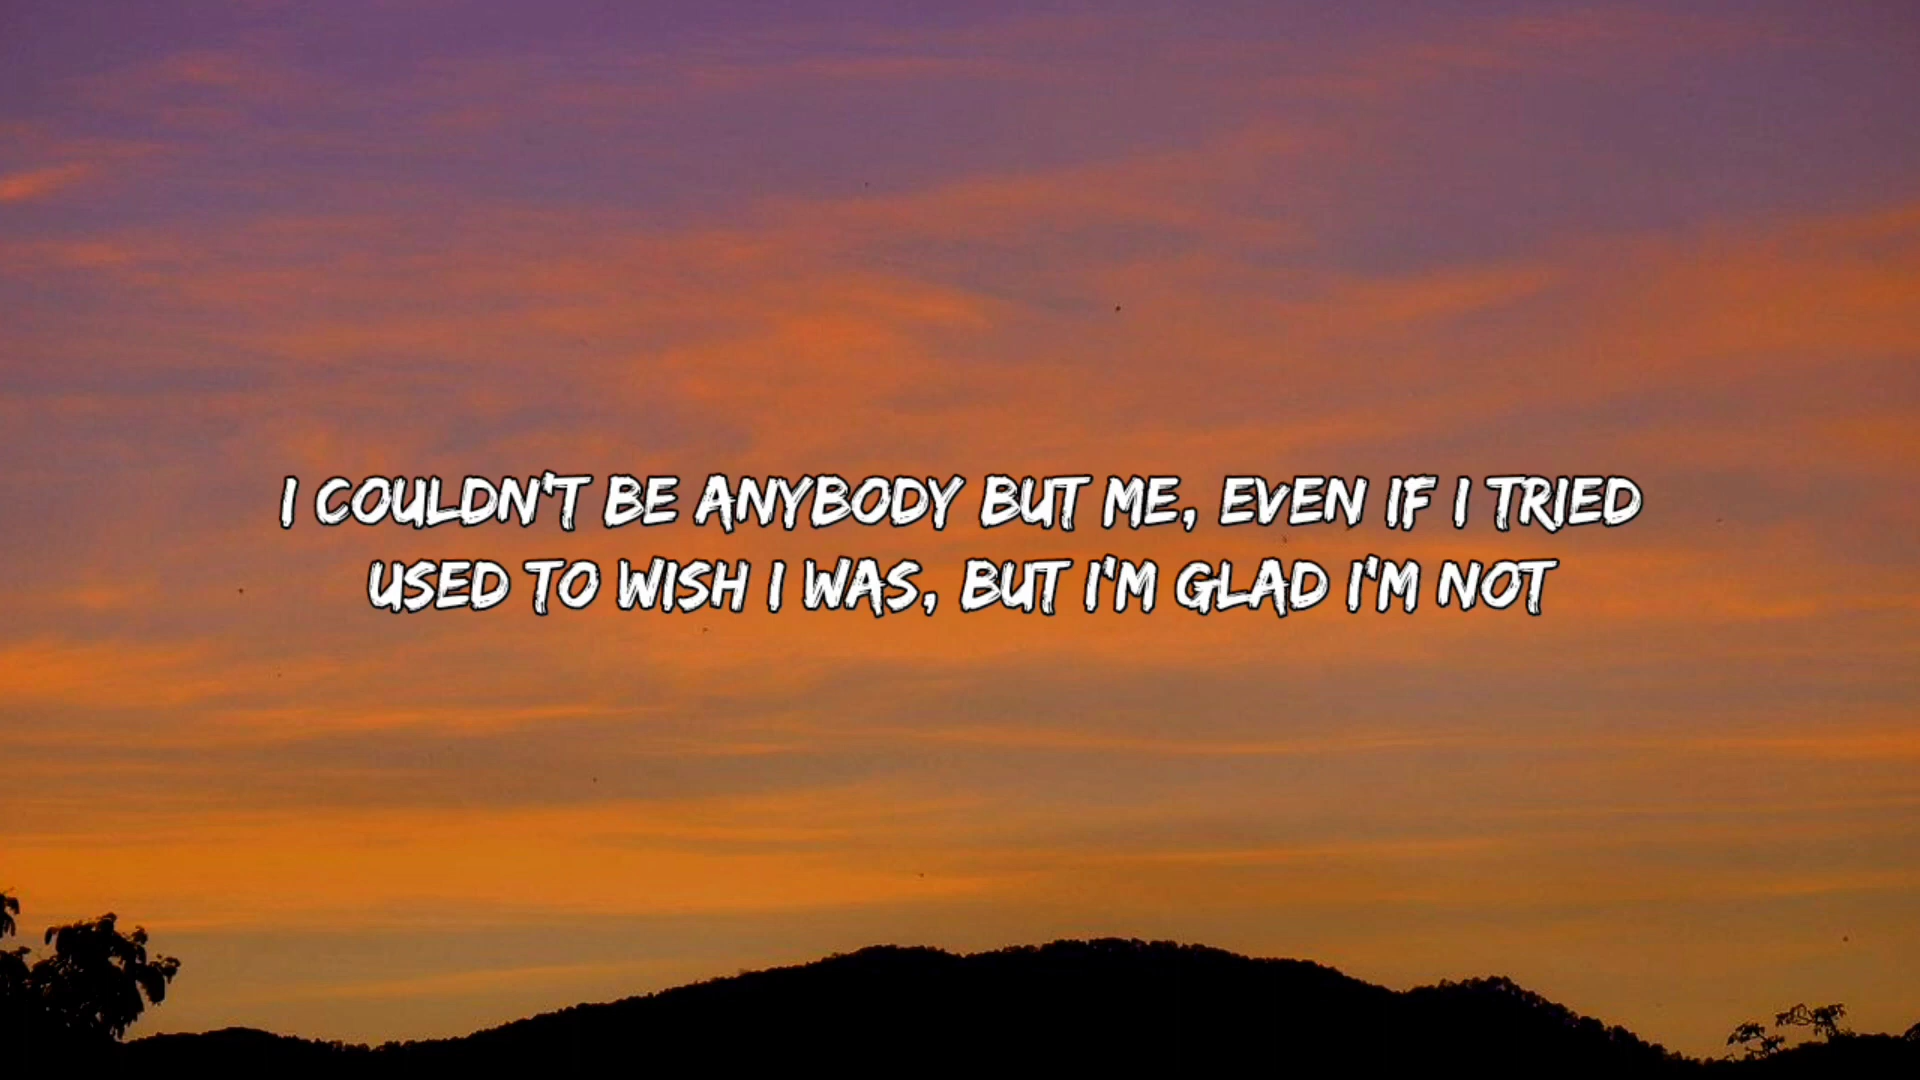 I COULDN'T BE ANYBODY BUT ME, EVEN IF I TRIED
USED TO WISH I WAS, BUT I'M GLAD I'M NOT